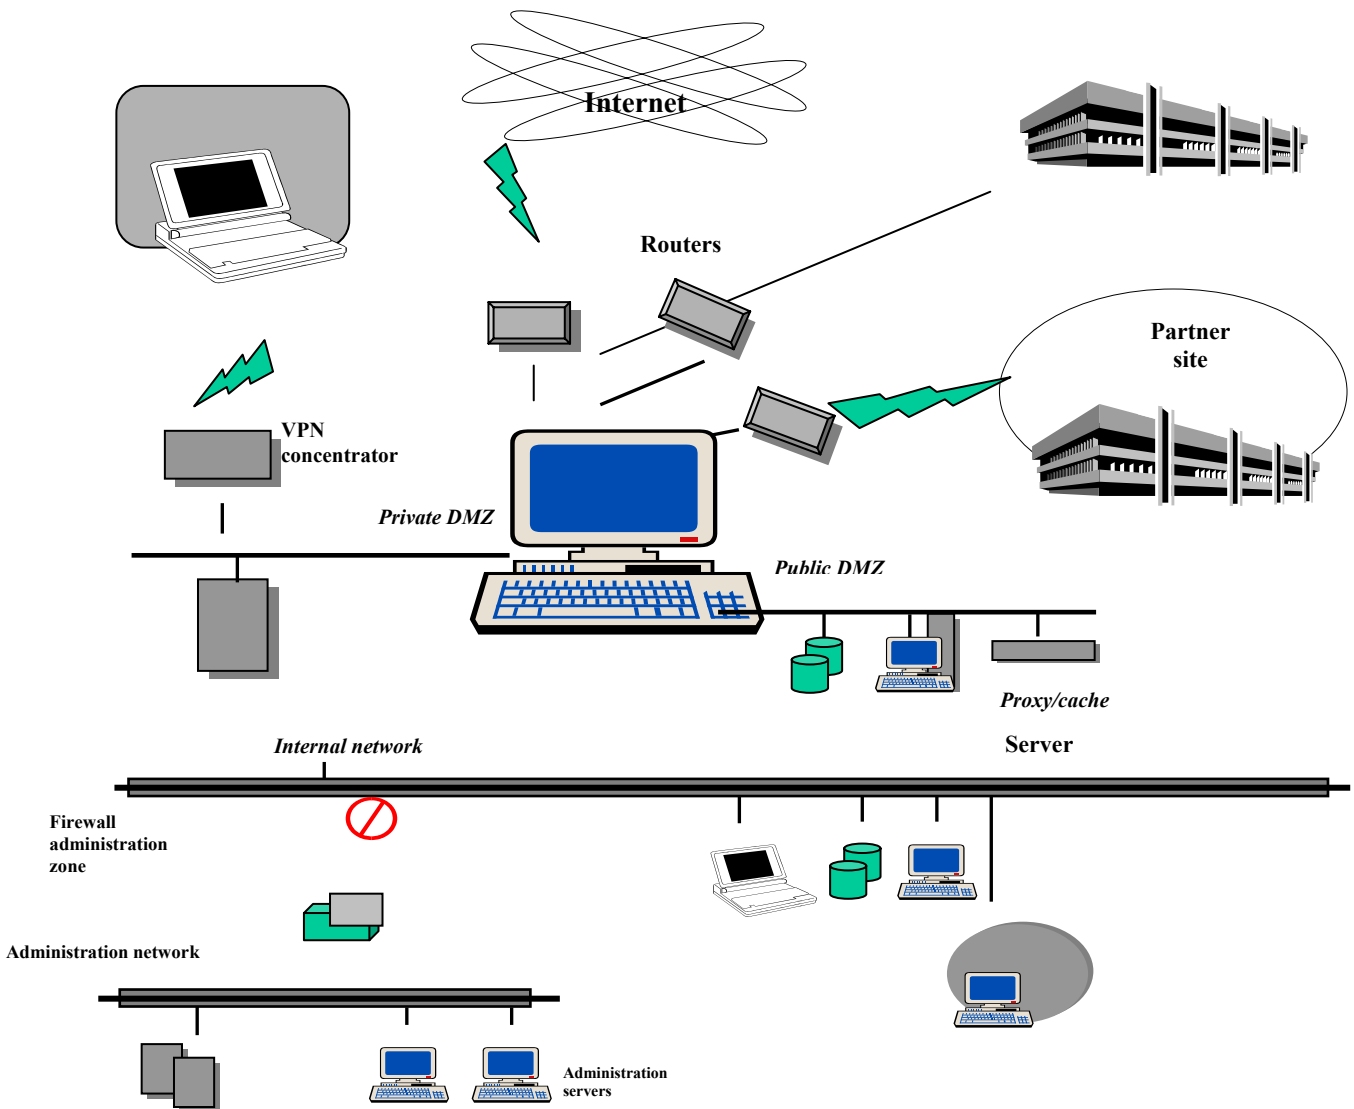 Internet
Routers
Partner
site
VPN
concentrator
Private DMZ
Public DMZ
Proxy/cache
Internal network
Server
Firewall
administration
zone
Administration network
Administration
servers